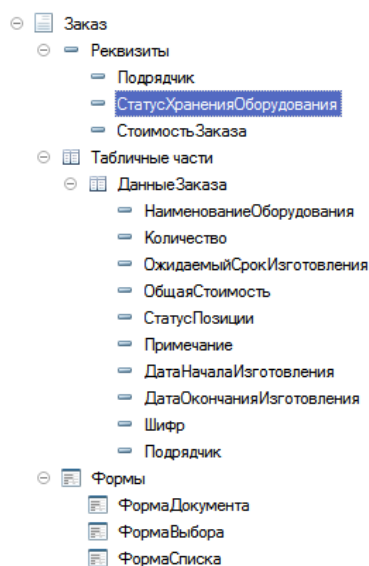 Заказ
Реквизиты
Подрядчик
СтатусХраненияОборудования
СтоимостьЗаказа
Табличные части
ДанныеЗаказа
НаименованиеОборудования
Количество
ОжидаемыйСрокИзготовления
ОбщаяСтоимость
СтатусПозиции
Примечание
ДатаНачалаИзготовления
ДатаОкончанияИзготовления
Шифр
Подрядчик
Формы
ФормаДокумента
ФормаВыбора
ФормаСписка